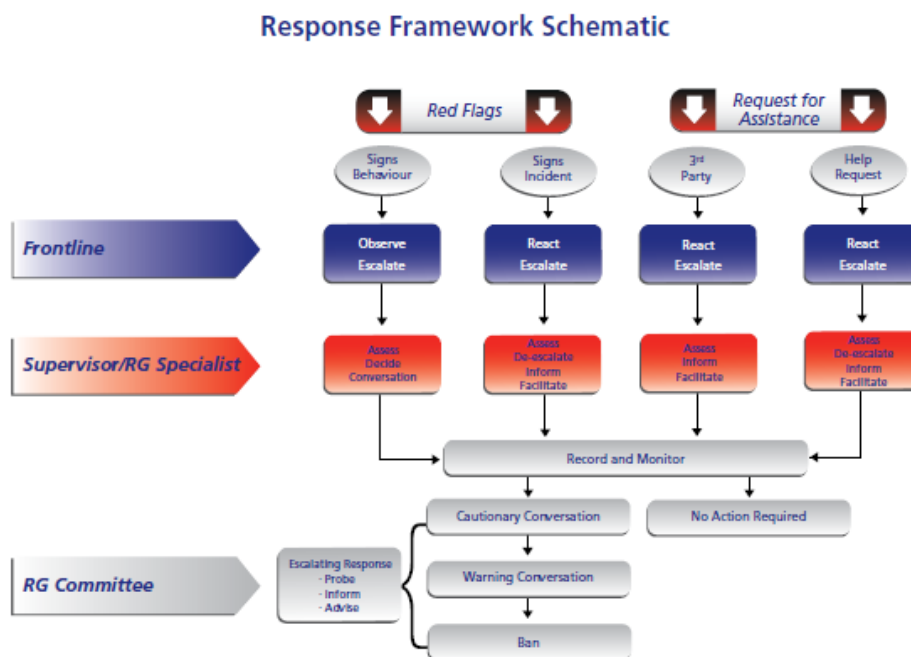 Response Framework Schematic
Red Flags
Request for
Assistance
Signs
Behaviour
Signs
Incident
3rd
Party
Help
Request
Frontline
Observe
Escalate
React
Escalate
React
Escalate
React
Escalate
Supervisor/RG Specialist
Assess
Decide
Conversation
Assess
De-escalate
Inform
Facilitate
Assess
Inform
Facilitate
Assess
De-escalate
Inform
Facilitate
Record and Monitor
Cautionary Conversation
No Action Required
RG Committee
Escalating Response
- Probe
- Inform
- Advise
Warning Conversation
Ban